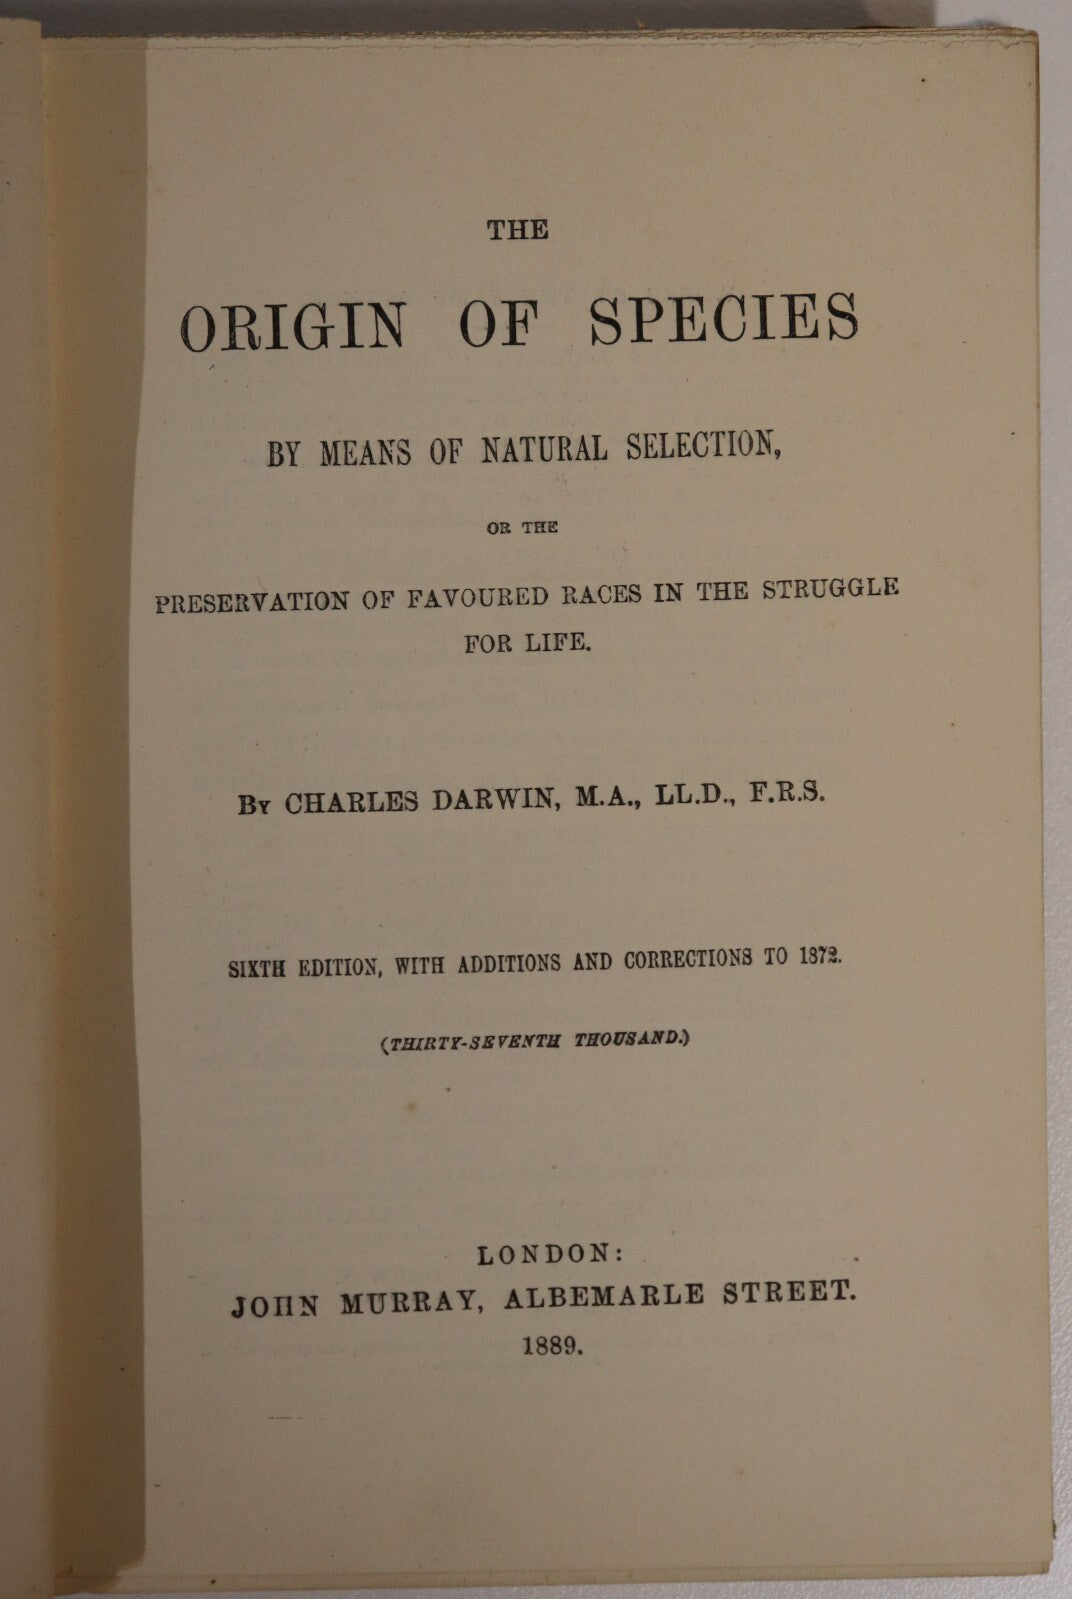 THE
ORIGIN OF SPECIES
BY MEANS OF NATURAL SELECTION,
OR THE
PRESERVATION OF FAVOURED RACES IN THE STRUGGLE
FOR LIFE.
BY CHARLES DARWIN, M.A., LL.D., F.R.S.
SIXTH EDITION, WITH ADDITIONS AND CORRECTIONS TO 1872.
(THIRTY-SEVENTH THOUSAND.)
LONDON:
JOHN MURRAY, ALBEMARLE STREET.
1889.